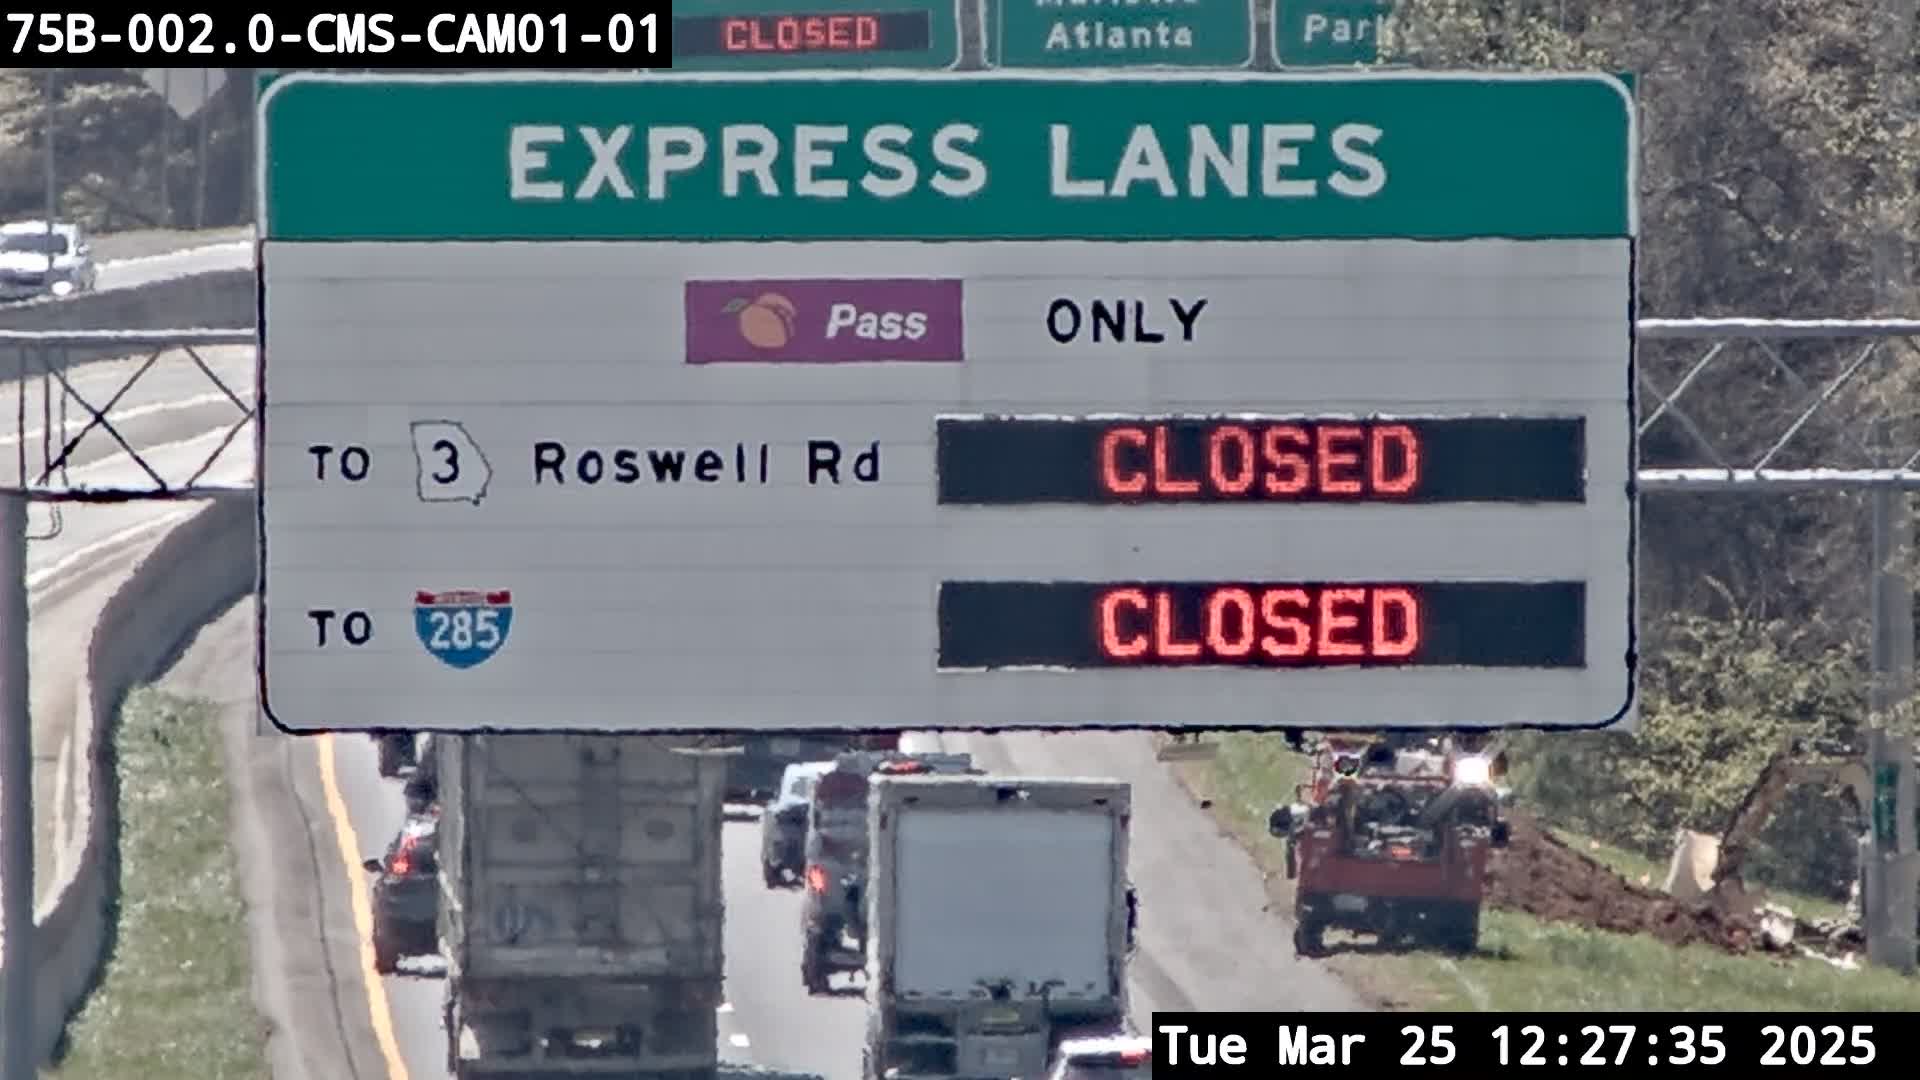 75B-002.0-CMS-CAM01-01
CLOSED
Atlanta
EXPRESS LANES
Pass ONLY
TO 3 Roswell Rd CLOSED
TO 285 CLOSED
Tue Mar 25 12:27:35 2025